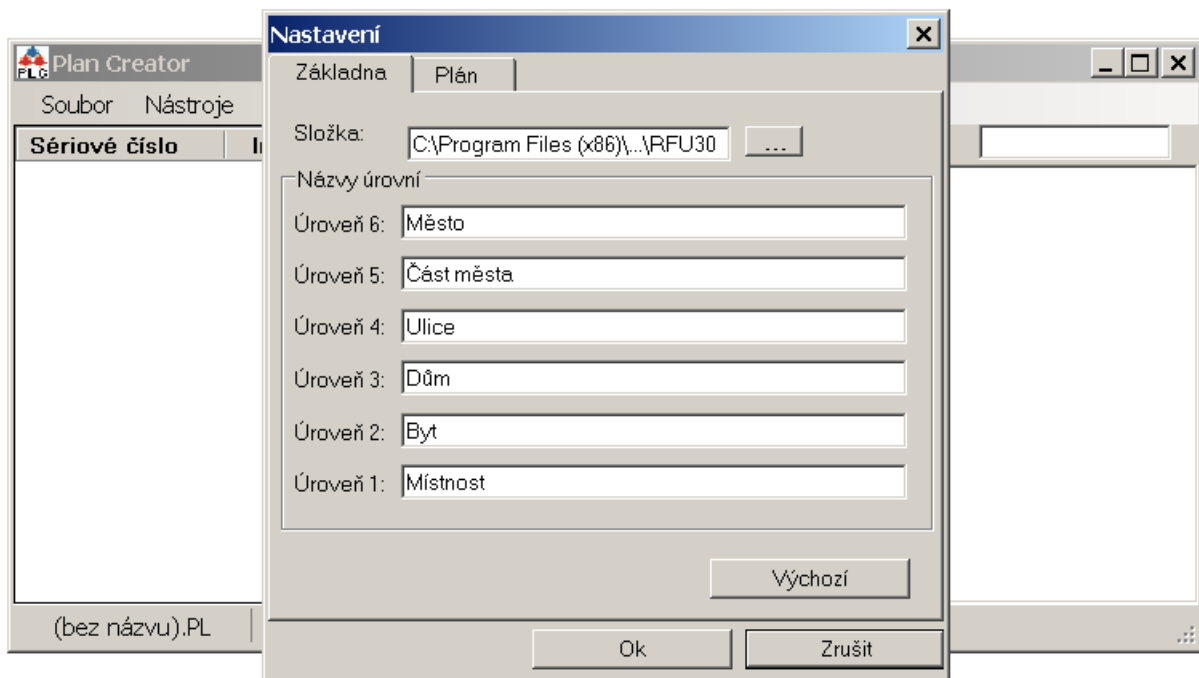 Nastavení
Plan Creator
PLC
Soubor Nástroje
Sériové číslo
Základna Plán
Složka: C:\Program Files (x86)\...\RFU30 ...
Názvy úrovní
Úroveň 6: Město
Úroveň 5: Část města
Úroveň 4: Ulice
Úroveň 3: Dům
Úroveň 2: Byt
Úroveň 1: Místnost
Výchozí
(bez názvu).PL
Ok Zrušit